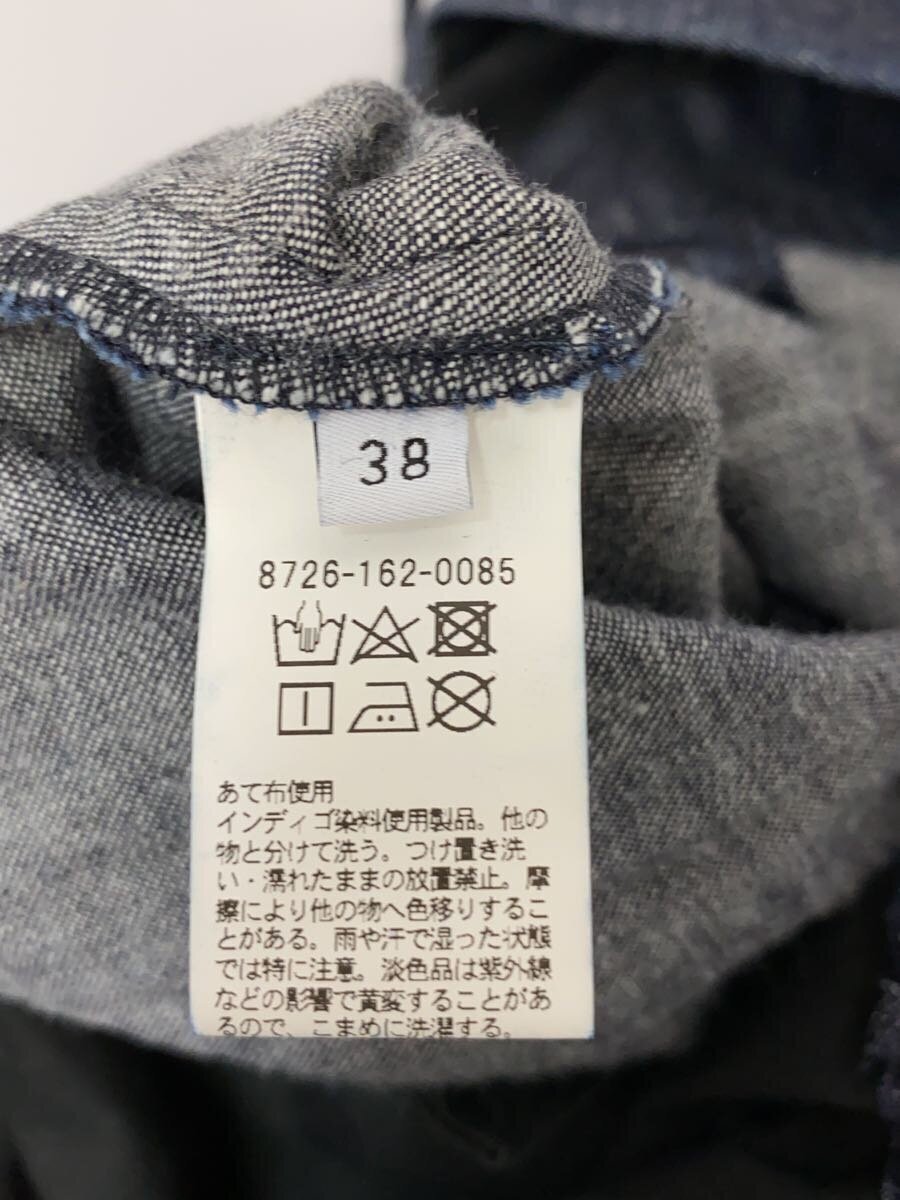 38
8726-162-0085
あて布使用
インディゴ染料使用製品。他の
物と分けて洗う。つけ置き洗
い・濡れたままの放置禁止。摩
擦により他の物へ色移りするこ
とがある。雨や汗で湿った状態
では特に注意。淡色品は紫外線
などの影響で黄変することがあ
るので、こまめに洗濯する。